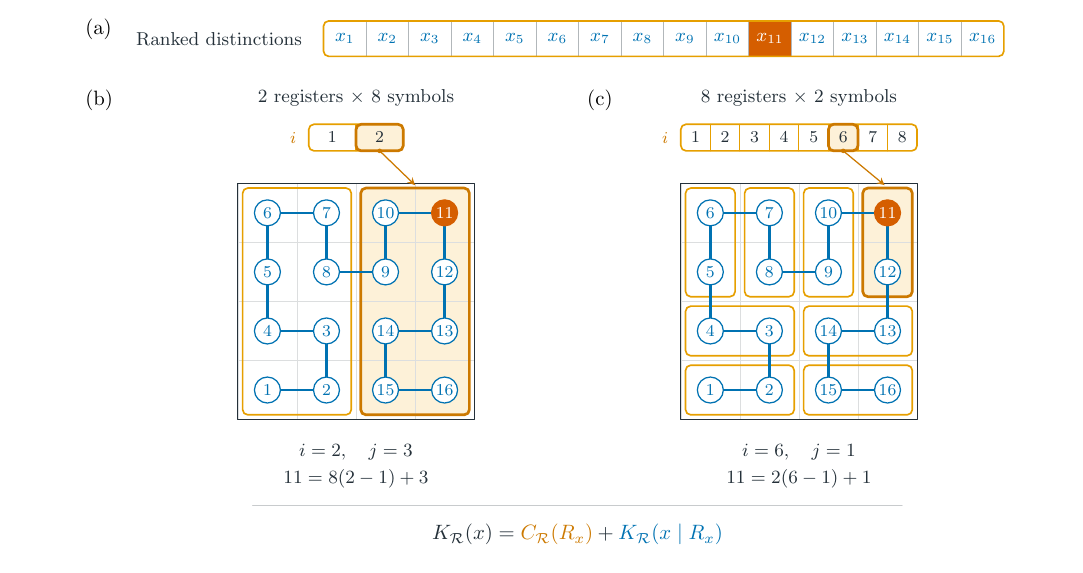 (a)
Ranked distinctions x₁ x₂ x₃ x₄ x₅ x₆ x₇ x₈ x₉ x₁₀ x₁₁ x₁₂ x₁₃ x₁₄ x₁₅ x₁₆
(b) 2 registers × 8 symbols
i 1 2
6 7 10 11
5 8 9 12
4 3 14 13
1 2 15 16
i = 2, j = 3
11 = 8(2 − 1) + 3
(c) 8 registers × 2 symbols
i 1 2 3 4 5 6 7 8
6 7 10 11
5 8 9 12
4 3 14 13
1 2 15 16
i = 6, j = 1
11 = 2(6 − 1) + 1
K_ℛ(x) = C_ℛ(Rₓ) + K_ℛ(x | Rₓ)